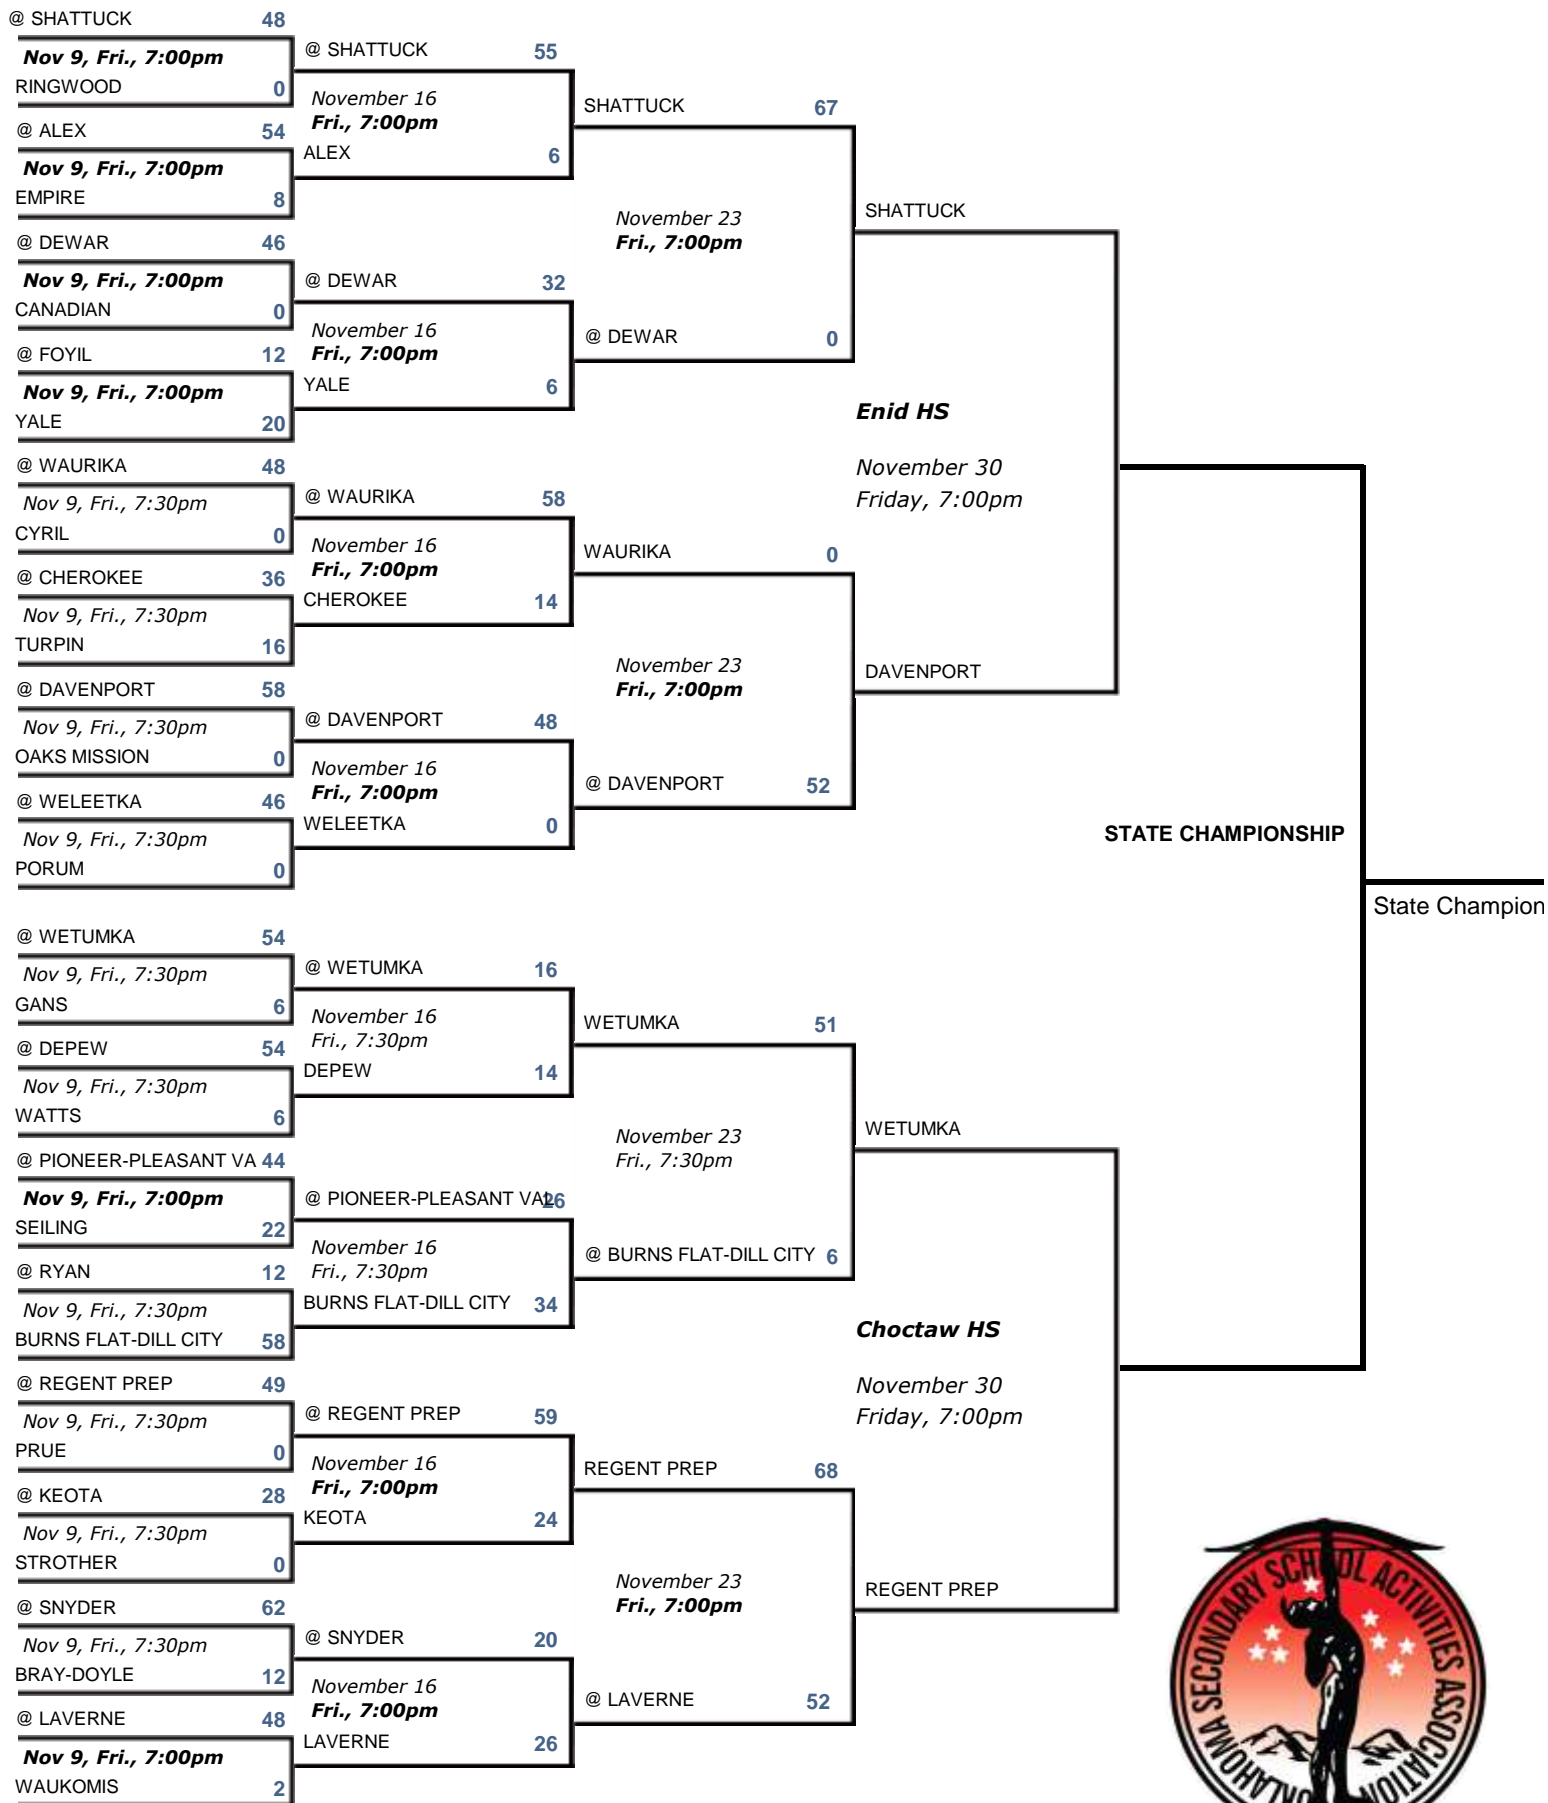 @ SHATTUCK 48
Nov 9, Fri., 7:00pm
RINGWOOD 0
@ ALEX 54
Nov 9, Fri., 7:00pm
EMPIRE 8
@ DEWAR 46
Nov 9, Fri., 7:00pm
CANADIAN 0
@ FOYIL 12
Nov 9, Fri., 7:00pm
YALE 20
@ WAURIKA 48
Nov 9, Fri., 7:30pm
CYRIL 0
@ CHEROKEE 36
Nov 9, Fri., 7:30pm
TURPIN 16
@ DAVENPORT 58
Nov 9, Fri., 7:30pm
OAKS MISSION 0
@ WELEETKA 46
Nov 9, Fri., 7:30pm
PORUM 0
@ WETUMKA 54
Nov 9, Fri., 7:30pm
GANS 6
@ DEPEW 54
Nov 9, Fri., 7:30pm
WATTS 6
@ PIONEER-PLEASANT VA 44
Nov 9, Fri., 7:00pm
SEILING 22
@ RYAN 12
Nov 9, Fri., 7:30pm
BURNS FLAT-DILL CITY 58
@ REGENT PREP 49
Nov 9, Fri., 7:30pm
PRUE 0
@ KEOTA 28
Nov 9, Fri., 7:30pm
STROTHER 0
@ SNYDER 62
Nov 9, Fri., 7:30pm
BRAY-DOYLE 12
@ LAVERNE 48
Nov 9, Fri., 7:00pm
WAUKOMIS 2
@ SHATTUCK 55
November 16
Fri., 7:00pm
ALEX 6
@ DEWAR 32
November 16
Fri., 7:00pm
YALE 6
@ WAURIKA 58
November 16
Fri., 7:00pm
CHEROKEE 14
@ DAVENPORT 48
November 16
Fri., 7:00pm
WELEETKA 0
@ WETUMKA 16
November 16
Fri., 7:30pm
DEPEW 14
@ PIONEER-PLEASANT VAL 26
November 16
Fri., 7:30pm
BURNS FLAT-DILL CITY 34
@ REGENT PREP 59
November 16
Fri., 7:00pm
KEOTA 24
@ SNYDER 20
November 16
Fri., 7:00pm
LAVERNE 26
SHATTUCK 67
November 23
Fri., 7:00pm
@ DEWAR 0
WAURIKA 0
November 23
Fri., 7:00pm
@ DAVENPORT 52
WETUMKA 51
November 23
Fri., 7:30pm
@ BURNS FLAT-DILL CITY 6
REGENT PREP 68
November 23
Fri., 7:00pm
@ LAVERNE 52
SHATTUCK
Enid HS
November 30
Friday, 7:00pm
DAVENPORT
WETUMKA
Choctaw HS
November 30
Friday, 7:00pm
REGENT PREP
STATE CHAMPIONSHIP
State Champion
OKLAHOMA SECONDARY SCHOOL ACTIVITIES ASSOCIATION